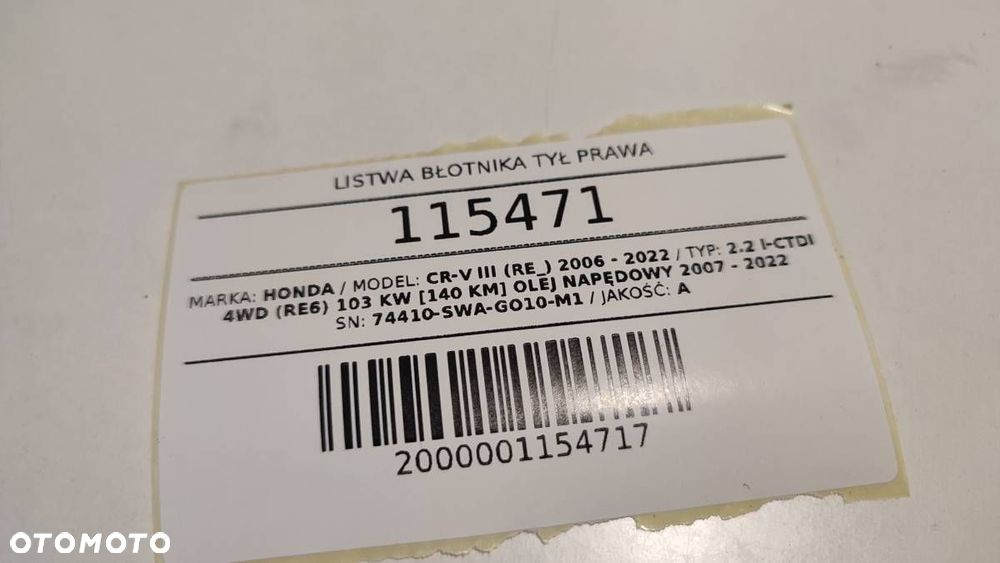 LISTWA BŁOTNIKA TYŁ PRAWA
115471
MARKA: HONDA / MODEL: CR-V III (RE_) 2006 - 2022 / TYP: 2.2 I-CTDI
4WD (RE6) 103 KW [140 KM] OLEJ NAPĘDOWY 2007 - 2022
SN: 74410-SWA-GO10-M1 / JAKOŚĆ: A
2000001154717
OTOMOTO